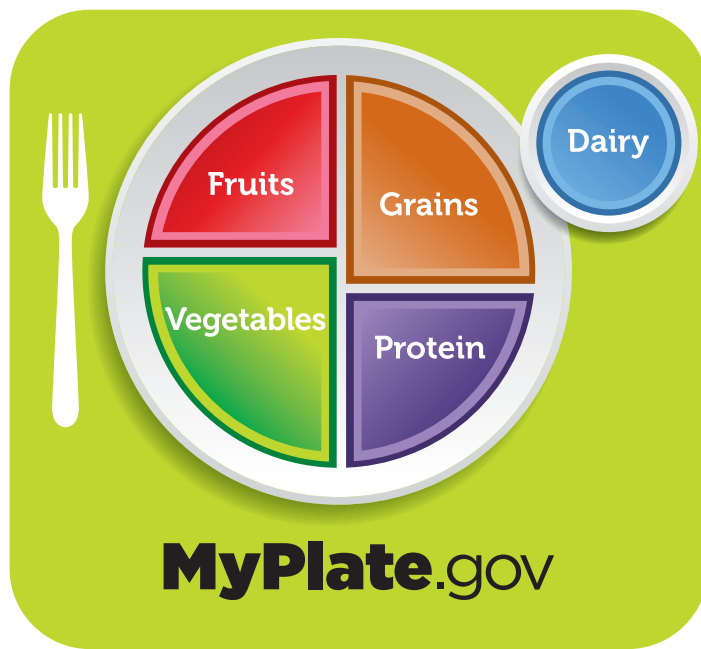 Dairy
Fruits
Grains
Vegetables
Protein
MyPlate.gov